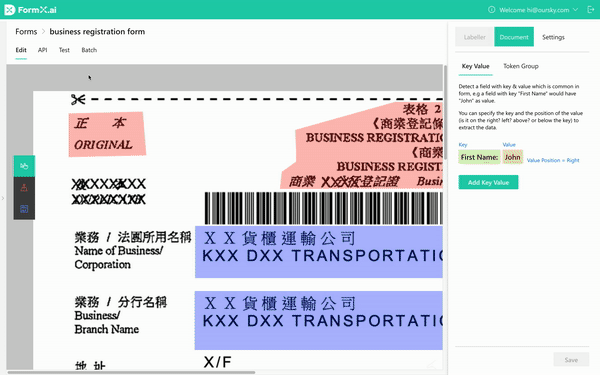 FormX.ai
Welcome hi@oursky.com
Forms > business registration form
Edit API Test Batch
Labeller Document Settings
Key Value Token Group
Detect a field with key & value which is common in
form, e.g a field with key "First Name" would have
"John" as value.
You can specify the key and the position of the value
(is it on the right? left? above? or below the key) to
extract the data.
Key Value
First Name: John Value Position = Right
Add Key Value
Save
表格 2
《商業登記條
BUSINESS REGISTRATI
《商業
BUSINESS REGIST
商業 登記證 Busi
正 本
ORIGINAL
業務 / 法團所用名稱
Name of Business/
Corporation
X X 貨櫃運輸公司
KXX DXX TRANSPORTATIO
業務 / 分行名稱
Business/
Branch Name
X X 貨櫃運輸公司
KXX DXX TRANSPORTATIO
地 址
X/F